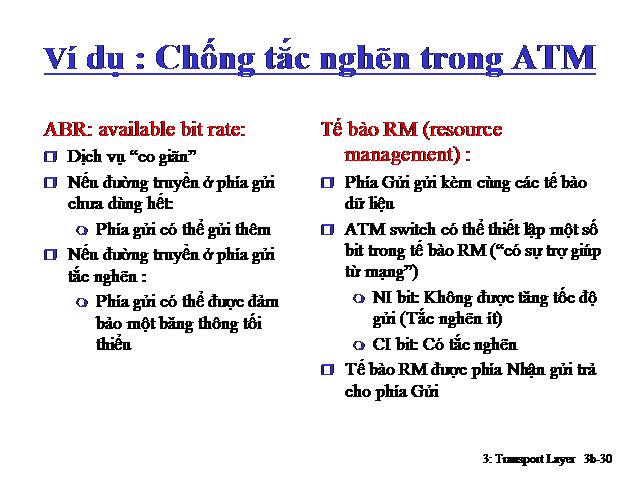 Ví dụ : Chống tắc nghẽn trong ATM
ABR: available bit rate:
Dịch vụ “co giãn”
Nếu đường truyền ở phía gửi
chưa dùng hết:
Phía gửi có thể gửi thêm
Nếu đường truyền ở phía gửi
tắc nghẽn :
Phía gửi có thể được đảm
bảo một băng thông tối
thiểu
Tế bào RM (resource
management) :
Phía Gửi gửi kèm cùng các tế bào
dữ liệu
ATM switch có thể thiết lập một số
bit trong tế bào RM (“có sự trợ giúp
từ mạng”)
NI bit: Không được tăng tốc độ
gửi (Tắc nghẽn ít)
CI bit: Có tắc nghẽn
Tế bào RM được phía Nhận gửi trả
cho phía Gửi
3: Transport Layer 3b-30